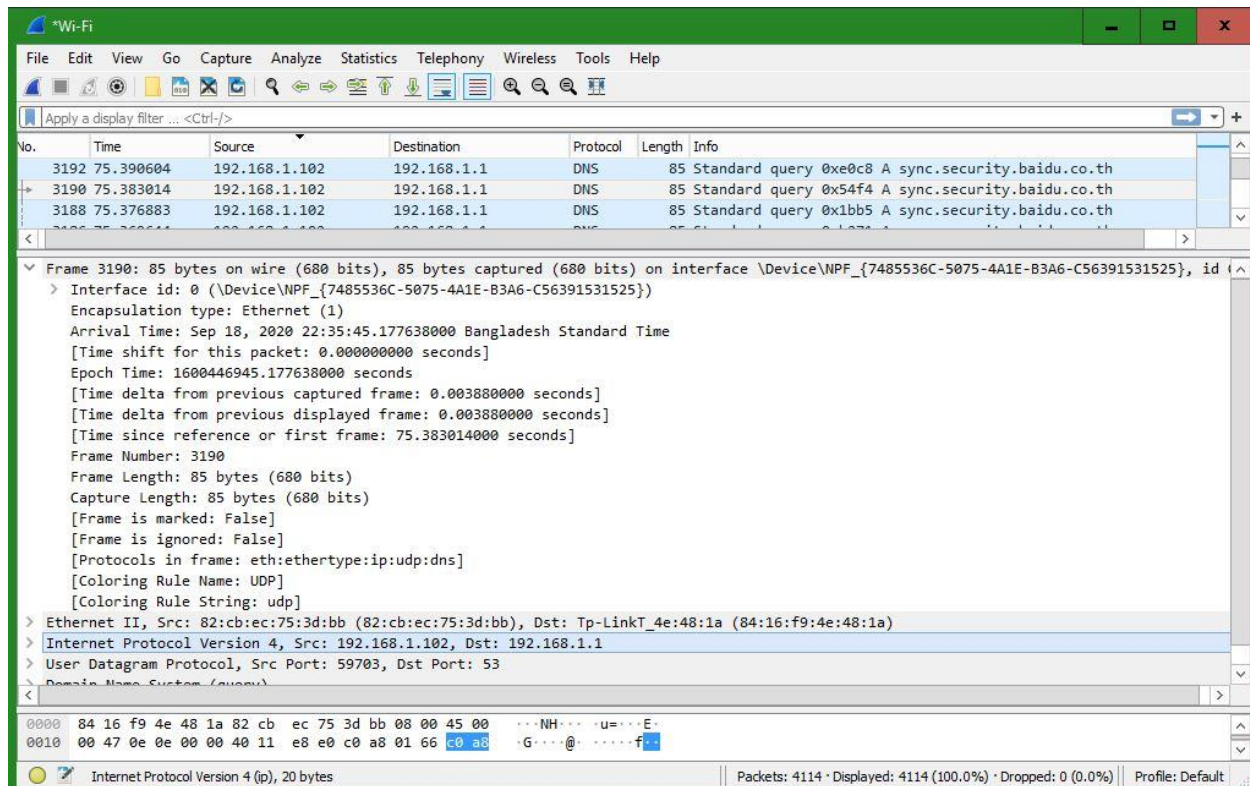 *Wi-Fi
File Edit View Go Capture Analyze Statistics Telephony Wireless Tools Help
Apply a display filter ... <Ctrl-/>
No. Time Source Destination Protocol Length Info
3192 75.390604 192.168.1.102 192.168.1.1 DNS 85 Standard query 0xe0c8 A sync.security.baidu.co.th
3190 75.383014 192.168.1.102 192.168.1.1 DNS 85 Standard query 0x54f4 A sync.security.baidu.co.th
3188 75.376883 192.168.1.102 192.168.1.1 DNS 85 Standard query 0x1bb5 A sync.security.baidu.co.th
Frame 3190: 85 bytes on wire (680 bits), 85 bytes captured (680 bits) on interface \Device\NPF_{7485536C-5075-4A1E-B3A6-C56391531525}, id
Interface id: 0 (\Device\NPF_{7485536C-5075-4A1E-B3A6-C56391531525})
Encapsulation type: Ethernet (1)
Arrival Time: Sep 18, 2020 22:35:45.177638000 Bangladesh Standard Time
[Time shift for this packet: 0.000000000 seconds]
Epoch Time: 1600446945.177638000 seconds
[Time delta from previous captured frame: 0.003880000 seconds]
[Time delta from previous displayed frame: 0.003880000 seconds]
[Time since reference or first frame: 75.383014000 seconds]
Frame Number: 3190
Frame Length: 85 bytes (680 bits)
Capture Length: 85 bytes (680 bits)
[Frame is marked: False]
[Frame is ignored: False]
[Protocols in frame: eth:ethertype:ip:udp:dns]
[Coloring Rule Name: UDP]
[Coloring Rule String: udp]
Ethernet II, Src: 82:cb:ec:75:3d:bb (82:cb:ec:75:3d:bb), Dst: Tp-LinkT_4e:48:1a (84:16:f9:4e:48:1a)
Internet Protocol Version 4, Src: 192.168.1.102, Dst: 192.168.1.1
User Datagram Protocol, Src Port: 59703, Dst Port: 53
Domain Name System (query)
0000 84 16 f9 4e 48 1a 82 cb ec 75 3d bb 08 00 45 00 ···NH··· ·u=···E·
0010 00 47 0e 0e 00 00 40 11 e8 e0 c0 a8 01 66 c0 a8 ·G····@· ·····f··
Internet Protocol Version 4 (ip), 20 bytes
Packets: 4114 · Displayed: 4114 (100.0%) · Dropped: 0 (0.0%)
Profile: Default